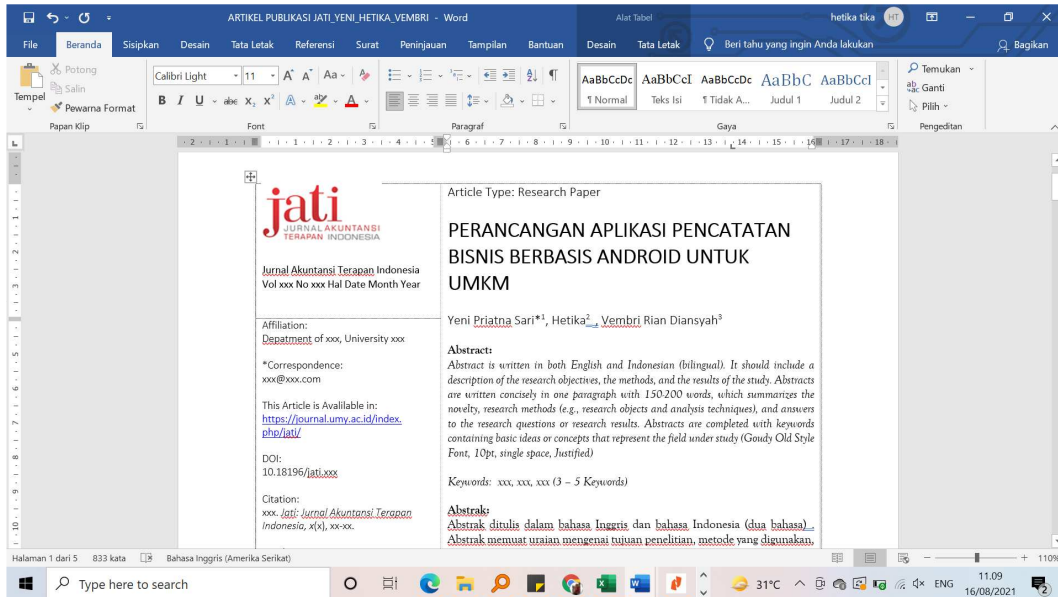 ARTIKEL PUBLIKASI JATI_YENI_HETIKA_VEMBRI - Word
Alat Tabel
hetika tika
HT
File Beranda Sisipkan Desain Tata Letak Referensi Surat Peninjauan Tampilan Bantuan Desain Tata Letak Beri tahu yang ingin Anda lakukan Bagikan
Tempel
Potong
Salin
Pewarna Format
Papan Klip
Calibri Light 11
Font
Paragraf
AaBbCcDc AaBbCcI AaBbCcDc AaBbC AaBbCcI
¶ Normal Teks Isi ¶ Tidak A... Judul 1 Judul 2
Gaya
Temukan
Ganti
Pilih
Pengeditan
jati
JURNAL AKUNTANSI
TERAPAN INDONESIA
Jurnal Akuntansi Terapan Indonesia
Vol xxx No xxx Hal Date Month Year
Affiliation:
Depatment of xxx, University xxx
*Correspondence:
xxx@xxx.com
This Article is Avalilable in:
https://journal.umy.ac.id/index.
php/jati/
DOI:
10.18196/jati.xxx
Citation:
xxx. Jati: Jurnal Akuntansi Terapan
Indonesia, x(x), xx-xx.
Article Type: Research Paper
PERANCANGAN APLIKASI PENCATATAN
BISNIS BERBASIS ANDROID UNTUK
UMKM
Yeni Priatna Sari*1, Hetika2 , Vembri Rian Diansyah3
Abstract:
Abstract is written in both English and Indonesian (bilingual). It should include a
description of the research objectives, the methods, and the results of the study. Abstracts
are written concisely in one paragraph with 150-200 words, which summarizes the
novelty, research methods (e.g., research objects and analysis techniques), and answers
to the research questions or research results. Abstracts are completed with keywords
containing basic ideas or concepts that represent the field under study (Goudy Old Style
Font, 10pt, single space, Justified)
Keywords: xxx, xxx, xxx (3 – 5 Keywords)
Abstrak:
Abstrak ditulis dalam bahasa Inggris dan bahasa Indonesia (dua bahasa) .
Abstrak memuat uraian mengenai tujuan penelitian, metode yang digunakan,
Halaman 1 dari 5 833 kata Bahasa Inggris (Amerika Serikat) 110%
Type here to search
31°C
ENG
11.09
16/08/2021
2